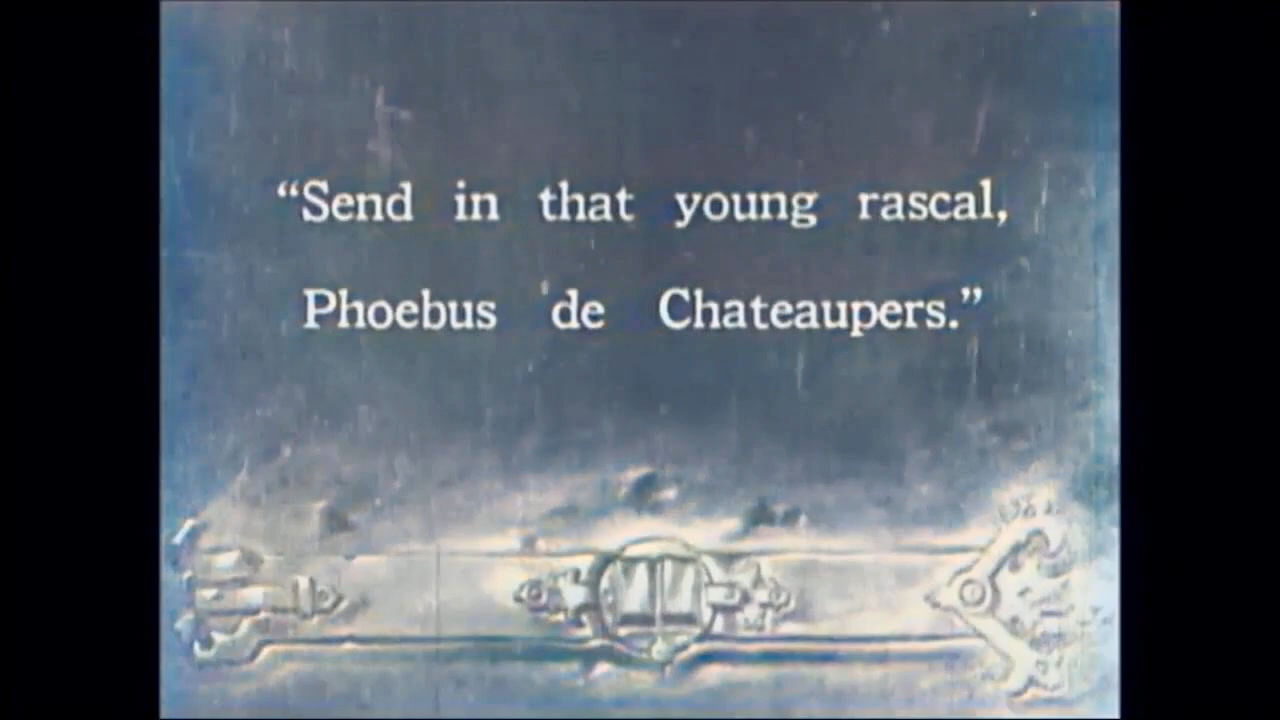 “Send in that young rascal,
Phoebus de Chateaupers.”